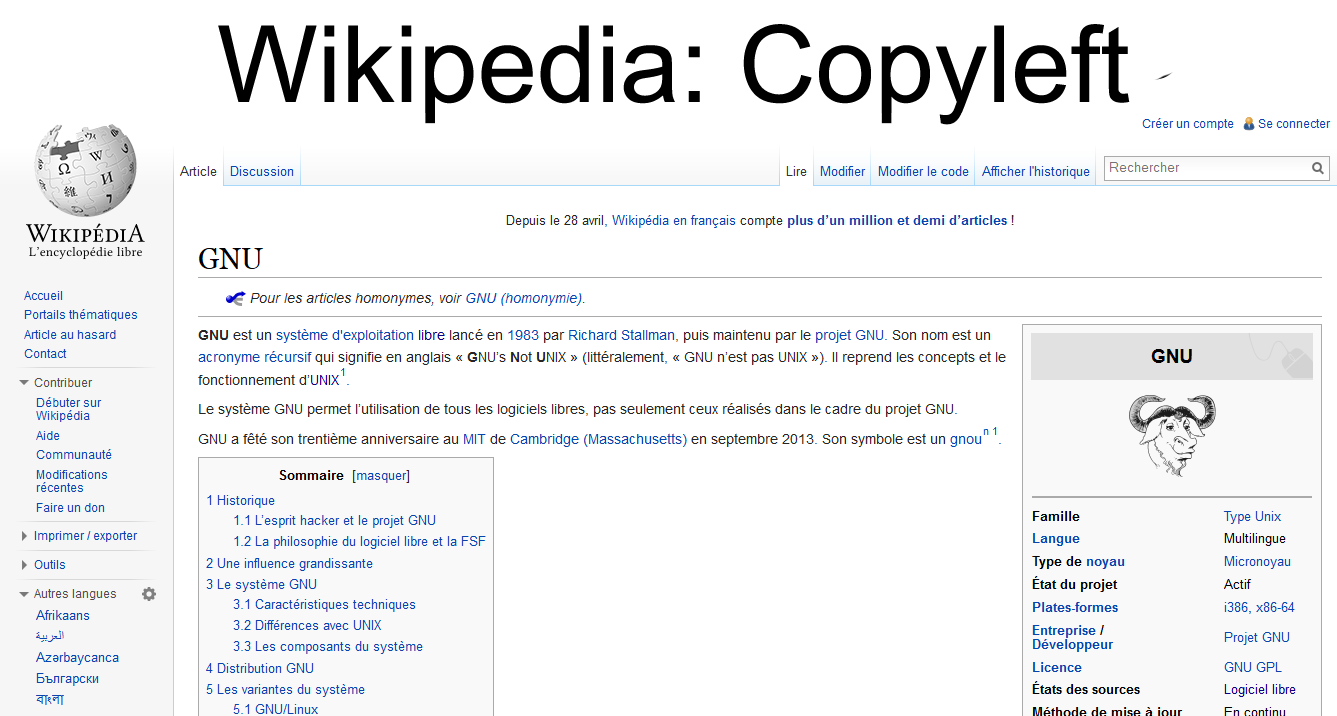 Wikipedia: Copyleft
Créer un compte Se connecter
Article Discussion Lire Modifier Modifier le code Afficher l'historique Rechercher
WIKIPÉDIA
L'encyclopédie libre
Accueil
Portails thématiques
Article au hasard
Contact
Contribuer
Débuter sur
Wikipédia
Aide
Communauté
Modifications
récentes
Faire un don
Imprimer / exporter
Outils
Autres langues
Afrikaans
العربية
Azərbaycanca
Български
বাংলা
Depuis le 28 avril, Wikipédia en français compte plus d’un million et demi d’articles !
GNU
Pour les articles homonymes, voir GNU (homonymie).
GNU est un système d'exploitation libre lancé en 1983 par Richard Stallman, puis maintenu par le projet GNU. Son nom est un
acronyme récursif qui signifie en anglais « GNU’s Not UNIX » (littéralement, « GNU n’est pas UNIX »). Il reprend les concepts et le
fonctionnement d’UNIX1.
Le système GNU permet l’utilisation de tous les logiciels libres, pas seulement ceux réalisés dans le cadre du projet GNU.
GNU a fêté son trentième anniversaire au MIT de Cambridge (Massachusetts) en septembre 2013. Son symbole est un gnoun 1.
Sommaire [masquer]
1 Historique
1.1 L’esprit hacker et le projet GNU
1.2 La philosophie du logiciel libre et la FSF
2 Une influence grandissante
3 Le système GNU
3.1 Caractéristiques techniques
3.2 Différences avec UNIX
3.3 Les composants du système
4 Distribution GNU
5 Les variantes du système
5.1 GNU/Linux
GNU
Famille Type Unix
Langue Multilingue
Type de noyau Micronoyau
État du projet Actif
Plates-formes i386, x86-64
Entreprise /
Développeur Projet GNU
Licence GNU GPL
États des sources Logiciel libre
Méthode de mise à jour En continu